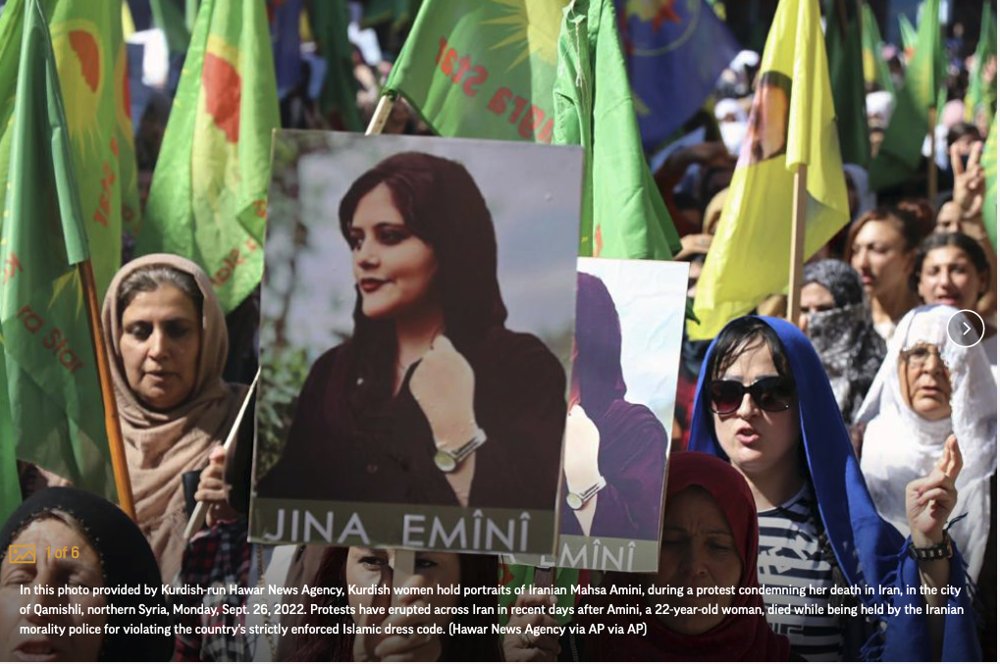 Star
gra Star
Star
ra Star
JINA EMÎNÎ
EMÎNÎ
1 of 6
In this photo provided by Kurdish-run Hawar News Agency, Kurdish women hold portraits of Iranian Mahsa Amini, during a protest condemning her death in Iran, in the city
of Qamishli, northern Syria, Monday, Sept. 26, 2022. Protests have erupted across Iran in recent days after Amini, a 22-year-old woman, died while being held by the Iranian
morality police for violating the country's strictly enforced Islamic dress code. (Hawar News Agency via AP via AP)